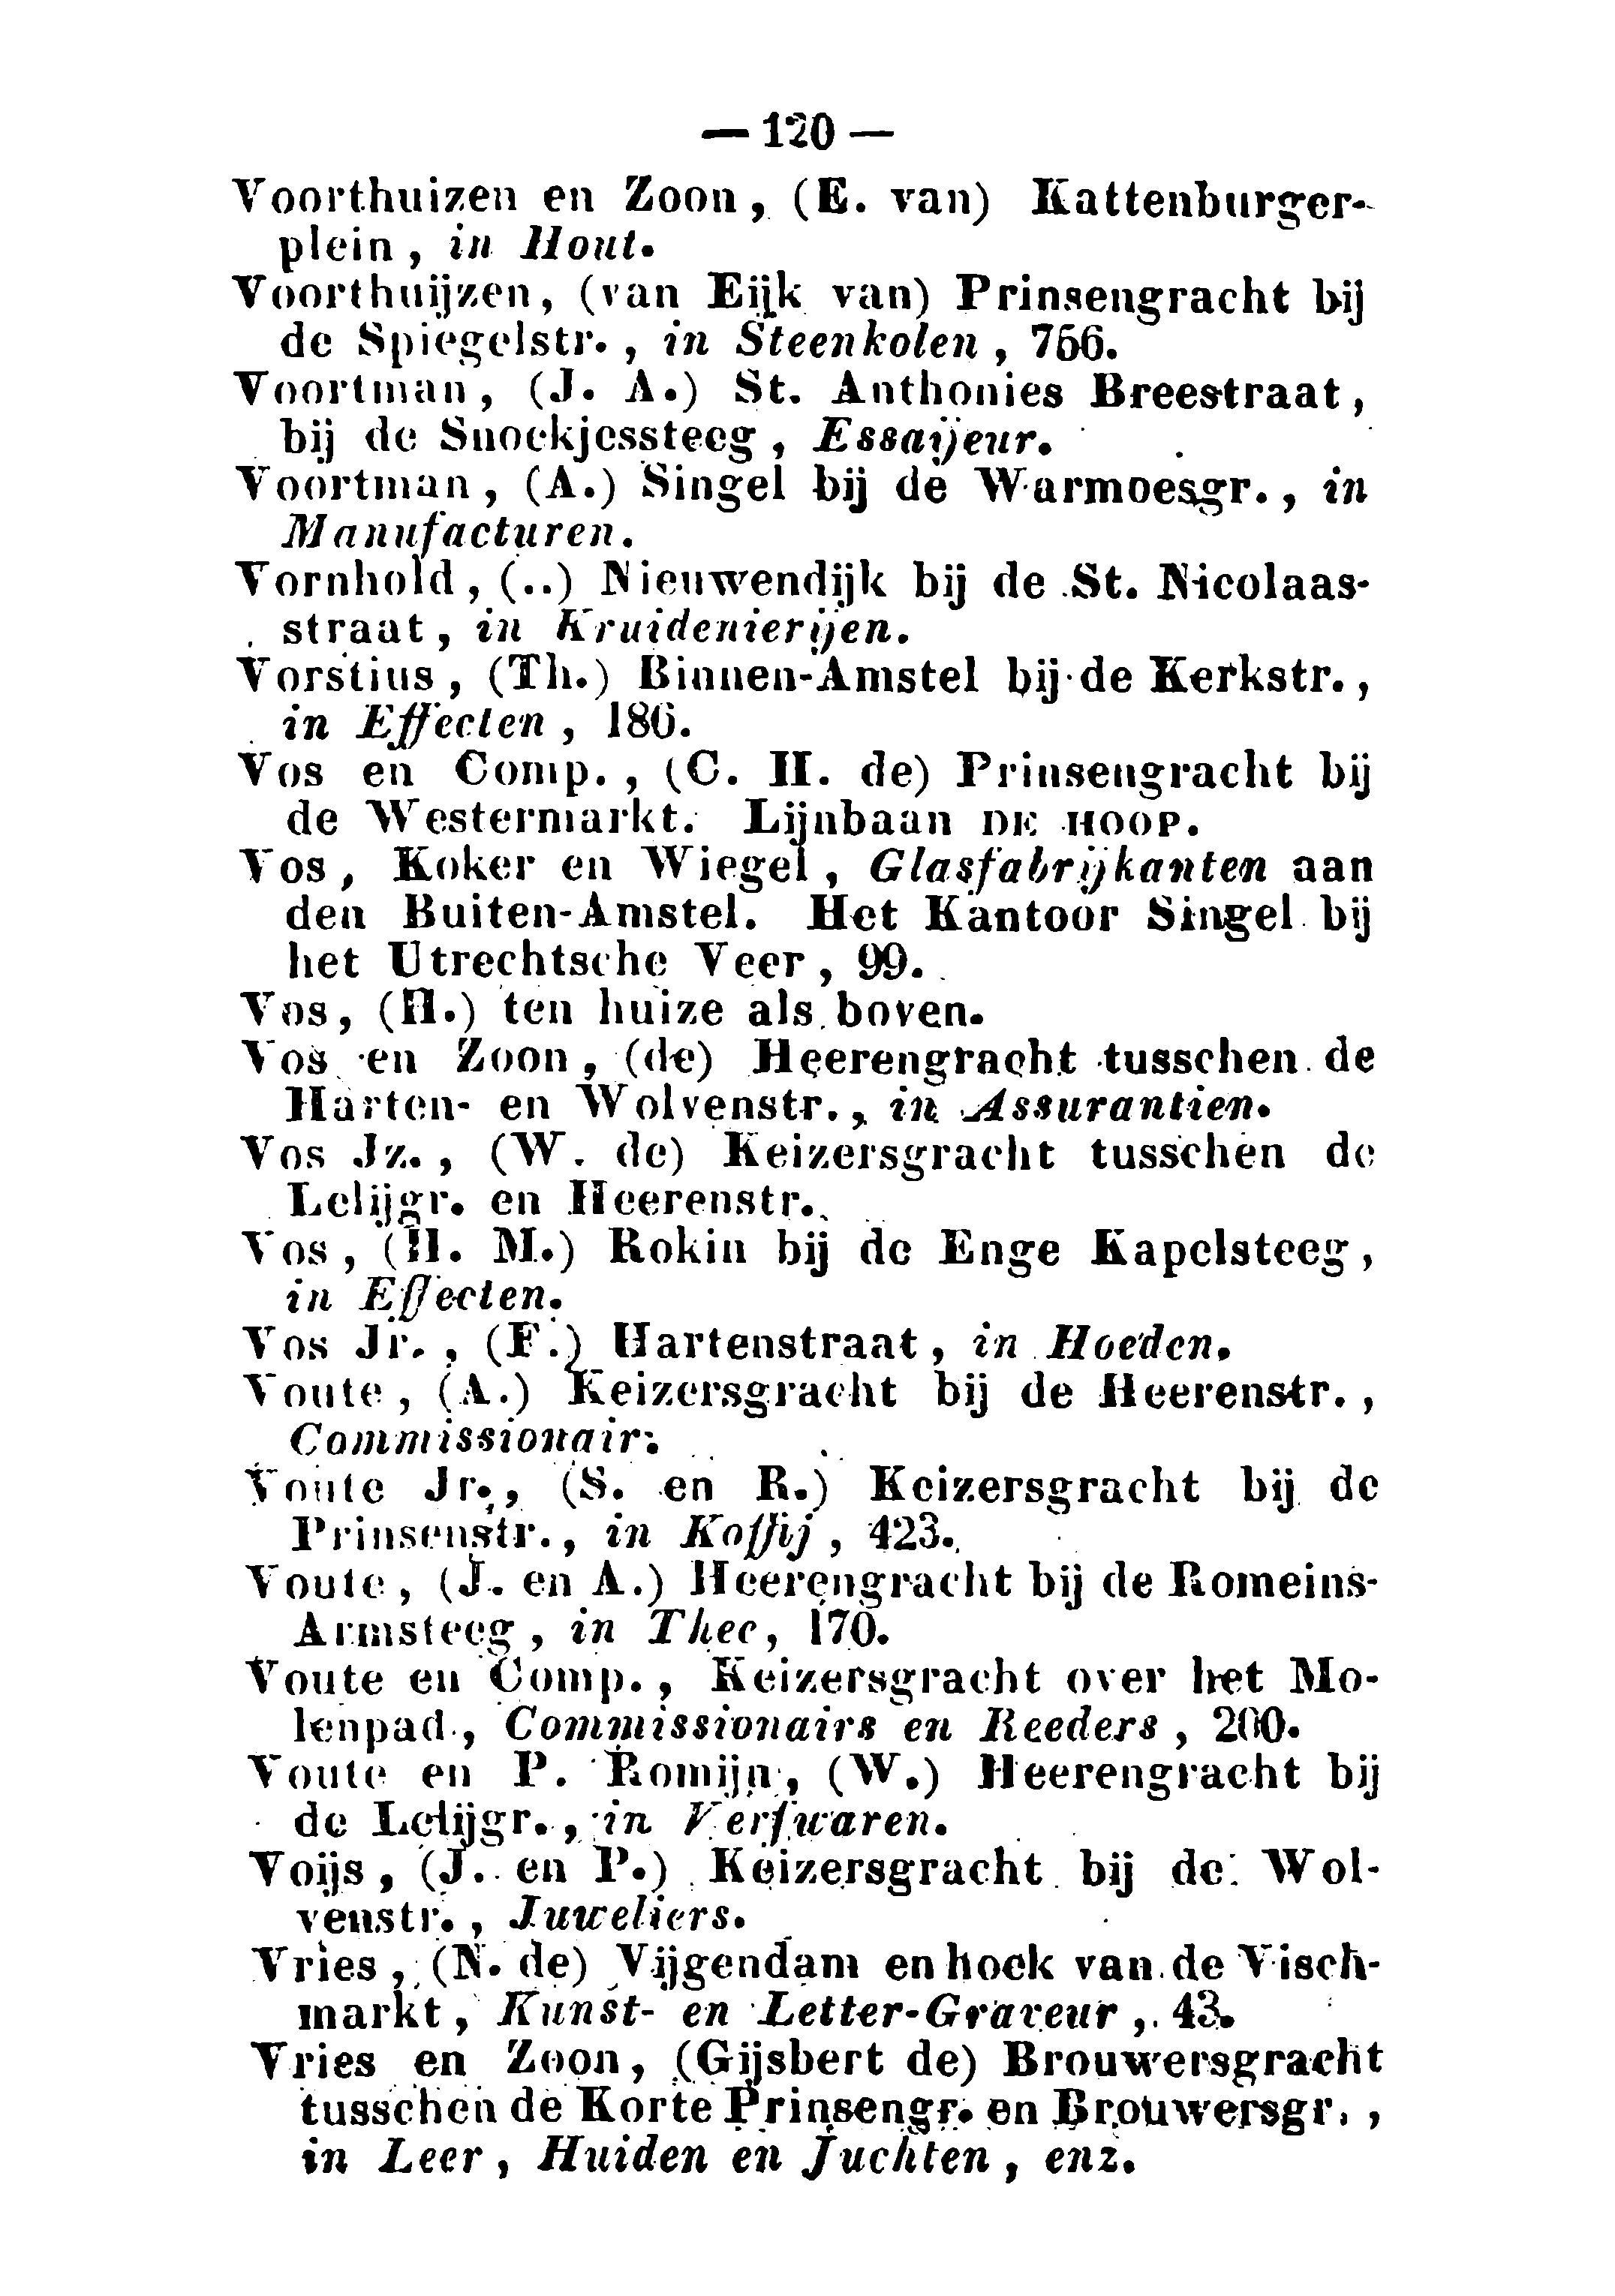 — 120 —
Voorthuizen en Zoon, (E. van) Kattenburger-
plein, in Hout.
Voorthuijzen, (van Eijk van) Prinsengracht bij
de Spiegelstr., in Steenkolen, 756.
Voortman, (J. A.) St. Anthonies Breestraat,
bij de Snoekjessteeg, Essaijeur.
Voortman, (A.) Singel bij de Warmoesgr., in
Manufacturen.
Vornhold, (..) Nieuwendijk bij de St. Nicolaas-
straat, in Kruidenierijen.
Vorstius, (Th.) Binnen-Amstel bij de Kerkstr.,
in Effecten, 186.
Vos en Comp., (C. H. de) Prinsengracht bij
de Westermarkt. Lijnbaan DE HOOP.
Vos, Koker en Wiegel, Glasfabrijkanten aan
den Buiten-Amstel. Het Kantoor Singel bij
het Utrechtsche Veer, 99.
Vos, (H.) ten huize als boven.
Vos en Zoon, (de) Heerengracht tusschen de
Harten- en Wolvenstr., in Assurantien.
Vos Jz., (W. de) Keizersgracht tusschen de
Lelijgr. en Heerenstr.
Vos, (H. M.) Rokin bij de Enge Kapelsteeg,
in Effecten.
Vos Jr., (F.) Hartenstraat, in Hoeden.
Voute, (A.) Keizersgracht bij de Heerenstr.,
Commissionair.
Voute Jr., (S. en R.) Keizersgracht bij de
Prinsenstr., in Koffij, 423.
Voute, (J. en A.) Heerengracht bij de Romeins-
Armsteeg, in Thee, 170.
Voute en Comp., Keizersgracht over het Mo-
lenpad, Commissionairs en Reeders, 200.
Voute en P. Romijn, (W.) Heerengracht bij
de Lelijgr., in Verfwaren.
Voijs, (J. en P.) Keizersgracht bij de Wol-
venstr., Juweliers.
Vries, (N. de) Vijgendam en hoek van de Visch-
markt, Kunst- en Letter-Graveur, 43.
Vries en Zoon, (Gijsbert de) Brouwersgracht
tusschen de Korte Prinsengr. en Brouwersgr.,
in Leer, Huiden en Juchten, enz.